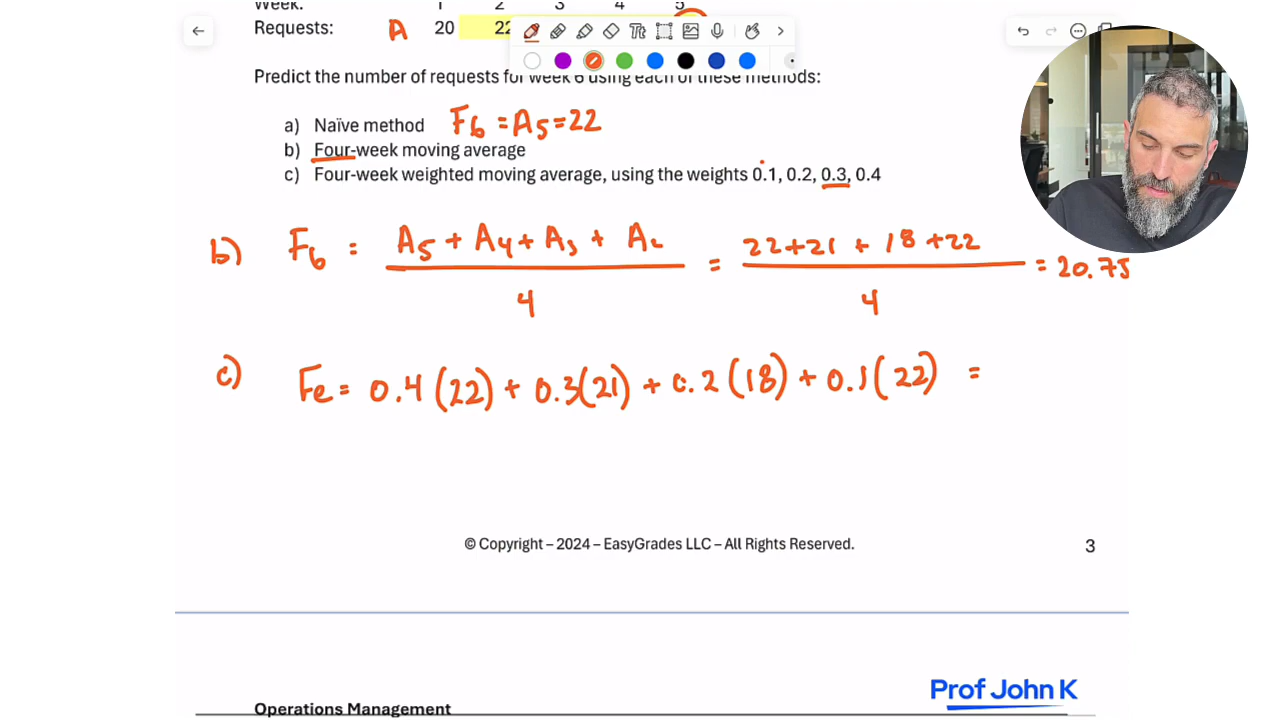 Week: 1 2 3 4 5
Requests: A 20 22
Predict the number of requests for week 6 using each of these methods:
a) Naïve method F6 = A5 = 22
b) Four-week moving average
c) Four-week weighted moving average, using the weights 0.1, 0.2, 0.3, 0.4
b) F6 = A5 + A4 + A3 + A2 / 4 = 22+21 + 18 +22 / 4 = 20.75
c) Fe = 0.4 (22) + 0.3(21) + 0.2 (18) + 0.1 (22) =
© Copyright – 2024 – EasyGrades LLC – All Rights Reserved.
3
Prof John K
Operations Management